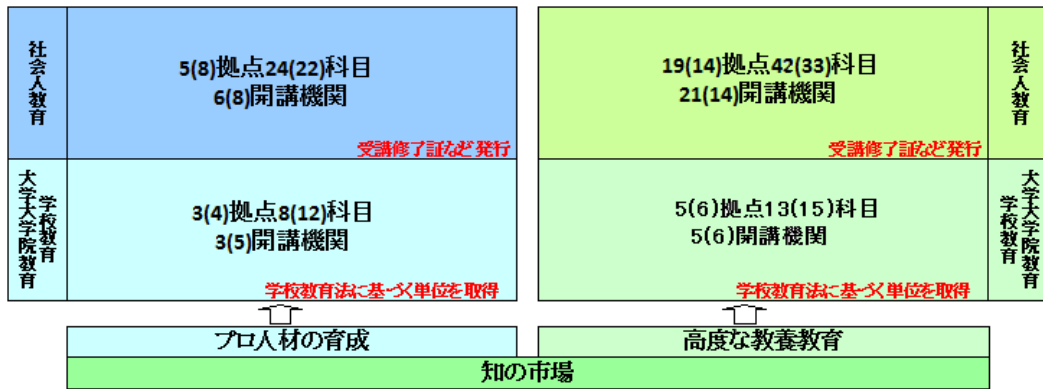 社会人教育
5(8)拠点24(22)科目
6(8)開講機関
受講修了証など発行
19(14)拠点42(33)科目
21(14)開講機関
受講修了証など発行
社会人教育
学校教育
大学大学院教育
3(4)拠点8(12)科目
3(5)開講機関
学校教育法に基づく単位を取得
5(6)拠点13(15)科目
5(6)開講機関
学校教育法に基づく単位を取得
大学大学院教育
学校教育
プロ人材の育成
高度な教養教育
知の市場